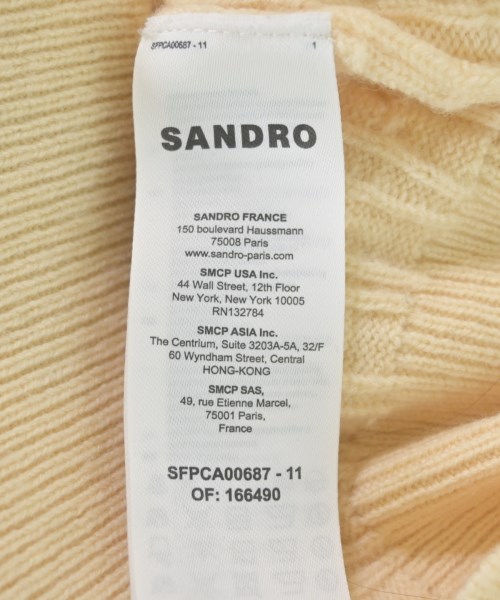 SFPCA00687 - 11 1
SANDRO
SANDRO FRANCE
150 boulevard Haussmann
75008 Paris
www.sandro-paris.com
SMCP USA Inc.
44 Wall Street, 12th Floor
New York, New York 10005
RN132784
SMCP ASIA Inc.
The Centrium, Suite 3203A-5A, 32/F
60 Wyndham Street, Central
HONG-KONG
SMCP SAS,
49, rue Etienne Marcel,
75001 Paris,
France
SFPCA00687 - 11
OF: 166490